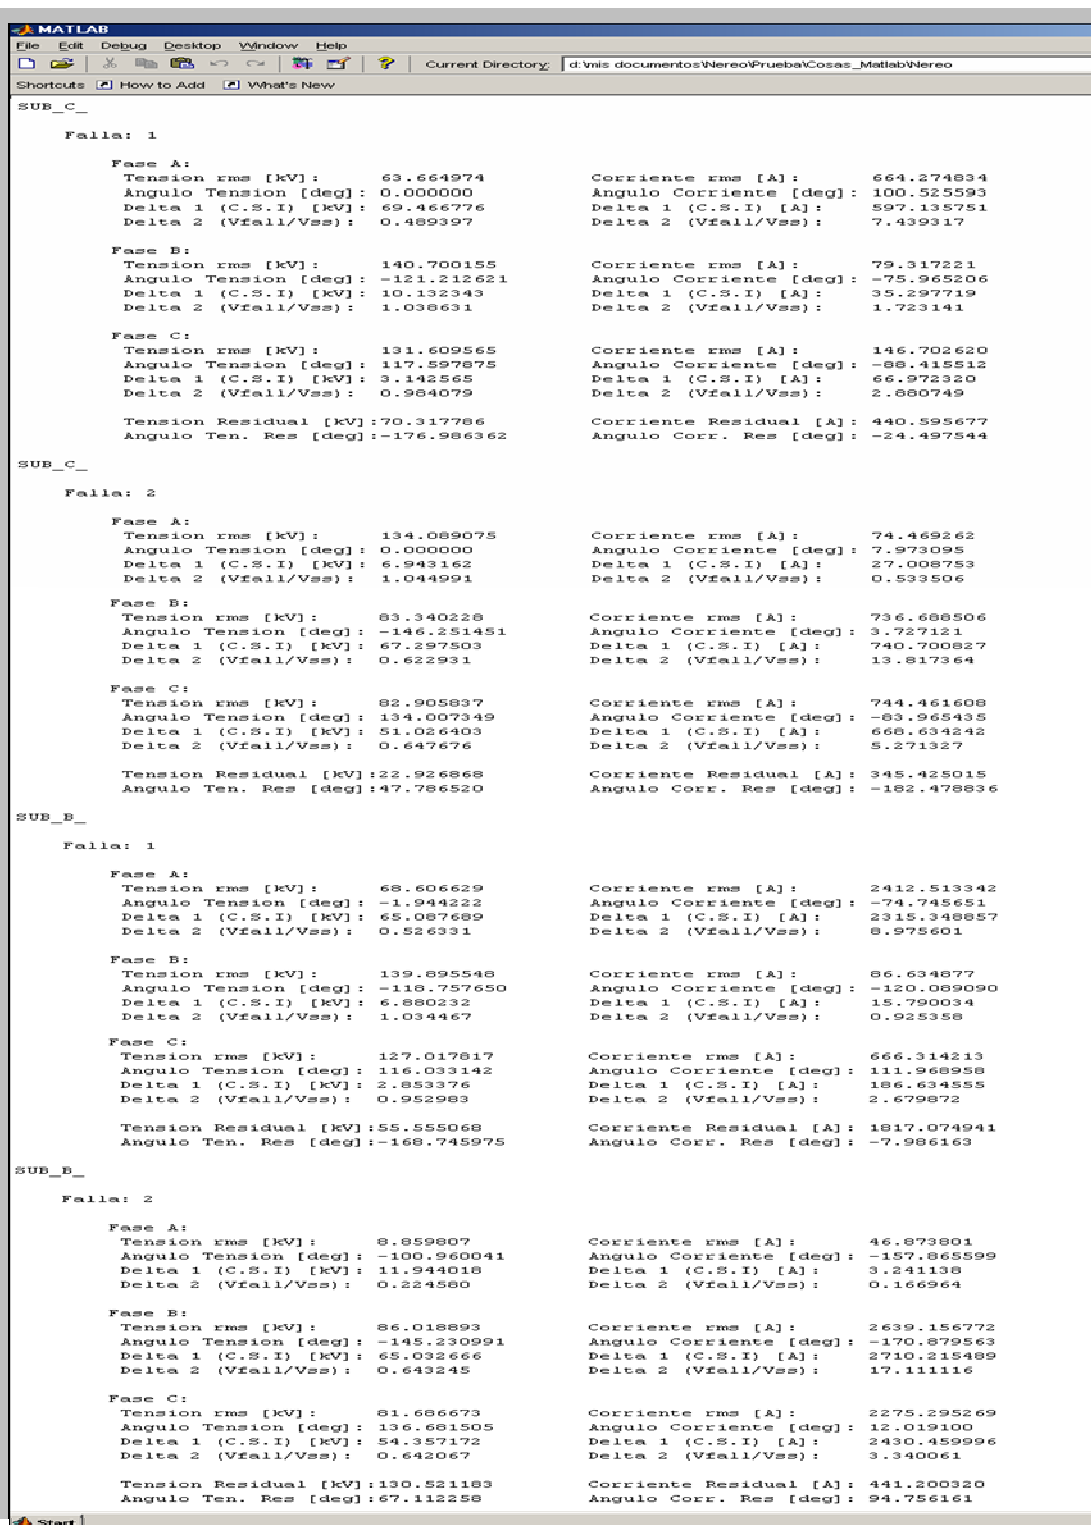 MATLAB
File Edit Debug Desktop Window Help
Current Directory: d:\mis documentos\Nereo\Prueba\Cosas_Matlab\Nereo
Shortcuts How to Add What's New
SUB_C_
Falla: 1
Fase A:
Tension rms [kV]: 63.664974 Corriente rms [A]: 664.274834
Angulo Tension [deg]: 0.000000 Angulo Corriente [deg]: 100.525593
Delta 1 (C.S.I) [kV]: 69.466776 Delta 1 (C.S.I) [A]: 597.135751
Delta 2 (Vfall/Vss): 0.489397 Delta 2 (Vfall/Vss): 7.439317
Fase B:
Tension rms [kV]: 140.700155 Corriente rms [A]: 79.317221
Angulo Tension [deg]: -121.212621 Angulo Corriente [deg]: -75.965206
Delta 1 (C.S.I) [kV]: 10.132343 Delta 1 (C.S.I) [A]: 35.297719
Delta 2 (Vfall/Vss): 1.038631 Delta 2 (Vfall/Vss): 1.723141
Fase C:
Tension rms [kV]: 131.609565 Corriente rms [A]: 146.702620
Angulo Tension [deg]: 117.597875 Angulo Corriente [deg]: -88.415512
Delta 1 (C.S.I) [kV]: 3.142565 Delta 1 (C.S.I) [A]: 66.972320
Delta 2 (Vfall/Vss): 0.984079 Delta 2 (Vfall/Vss): 2.880749
Tension Residual [kV]:70.317786 Corriente Residual [A]: 440.595677
Angulo Ten. Res [deg]:-176.986362 Angulo Corr. Res [deg]: -24.497544
SUB_C_
Falla: 2
Fase A:
Tension rms [kV]: 134.089075 Corriente rms [A]: 74.469262
Angulo Tension [deg]: 0.000000 Angulo Corriente [deg]: 7.973095
Delta 1 (C.S.I) [kV]: 6.943162 Delta 1 (C.S.I) [A]: 27.008753
Delta 2 (Vfall/Vss): 1.044991 Delta 2 (Vfall/Vss): 0.533506
Fase B:
Tension rms [kV]: 83.340228 Corriente rms [A]: 736.688506
Angulo Tension [deg]: -146.251451 Angulo Corriente [deg]: 3.727121
Delta 1 (C.S.I) [kV]: 67.297503 Delta 1 (C.S.I) [A]: 740.700827
Delta 2 (Vfall/Vss): 0.622931 Delta 2 (Vfall/Vss): 13.817364
Fase C:
Tension rms [kV]: 82.905837 Corriente rms [A]: 744.461608
Angulo Tension [deg]: 134.007349 Angulo Corriente [deg]: -83.965435
Delta 1 (C.S.I) [kV]: 51.026403 Delta 1 (C.S.I) [A]: 668.634242
Delta 2 (Vfall/Vss): 0.647676 Delta 2 (Vfall/Vss): 5.271327
Tension Residual [kV]:22.926868 Corriente Residual [A]: 345.425015
Angulo Ten. Res [deg]:47.786520 Angulo Corr. Res [deg]: -182.478836
SUB_B_
Falla: 1
Fase A:
Tension rms [kV]: 68.606629 Corriente rms [A]: 2412.513342
Angulo Tension [deg]: -1.944222 Angulo Corriente [deg]: -74.745651
Delta 1 (C.S.I) [kV]: 65.087689 Delta 1 (C.S.I) [A]: 2315.348857
Delta 2 (Vfall/Vss): 0.526331 Delta 2 (Vfall/Vss): 8.975601
Fase B:
Tension rms [kV]: 139.895548 Corriente rms [A]: 86.634877
Angulo Tension [deg]: -118.757650 Angulo Corriente [deg]: -120.089090
Delta 1 (C.S.I) [kV]: 6.880232 Delta 1 (C.S.I) [A]: 15.790034
Delta 2 (Vfall/Vss): 1.034467 Delta 2 (Vfall/Vss): 0.925358
Fase C:
Tension rms [kV]: 127.017817 Corriente rms [A]: 666.314213
Angulo Tension [deg]: 116.033142 Angulo Corriente [deg]: 111.968958
Delta 1 (C.S.I) [kV]: 2.853376 Delta 1 (C.S.I) [A]: 186.634555
Delta 2 (Vfall/Vss): 0.952983 Delta 2 (Vfall/Vss): 2.679872
Tension Residual [kV]:55.555068 Corriente Residual [A]: 1817.074941
Angulo Ten. Res [deg]:-168.745975 Angulo Corr. Res [deg]: -7.986163
SUB_B_
Falla: 2
Fase A:
Tension rms [kV]: 8.859807 Corriente rms [A]: 46.873801
Angulo Tension [deg]: -100.960041 Angulo Corriente [deg]: -157.865599
Delta 1 (C.S.I) [kV]: 11.944018 Delta 1 (C.S.I) [A]: 3.241138
Delta 2 (Vfall/Vss): 0.224580 Delta 2 (Vfall/Vss): 0.166964
Fase B:
Tension rms [kV]: 86.018893 Corriente rms [A]: 2639.156772
Angulo Tension [deg]: -145.230991 Angulo Corriente [deg]: -170.879563
Delta 1 (C.S.I) [kV]: 65.032666 Delta 1 (C.S.I) [A]: 2710.215489
Delta 2 (Vfall/Vss): 0.643245 Delta 2 (Vfall/Vss): 17.111116
Fase C:
Tension rms [kV]: 81.686673 Corriente rms [A]: 2275.295269
Angulo Tension [deg]: 136.681505 Angulo Corriente [deg]: 12.019100
Delta 1 (C.S.I) [kV]: 54.357172 Delta 1 (C.S.I) [A]: 2430.459996
Delta 2 (Vfall/Vss): 0.642067 Delta 2 (Vfall/Vss): 3.340061
Tension Residual [kV]:130.521183 Corriente Residual [A]: 441.200320
Angulo Ten. Res [deg]:67.112258 Angulo Corr. Res [deg]: 94.756161
Start